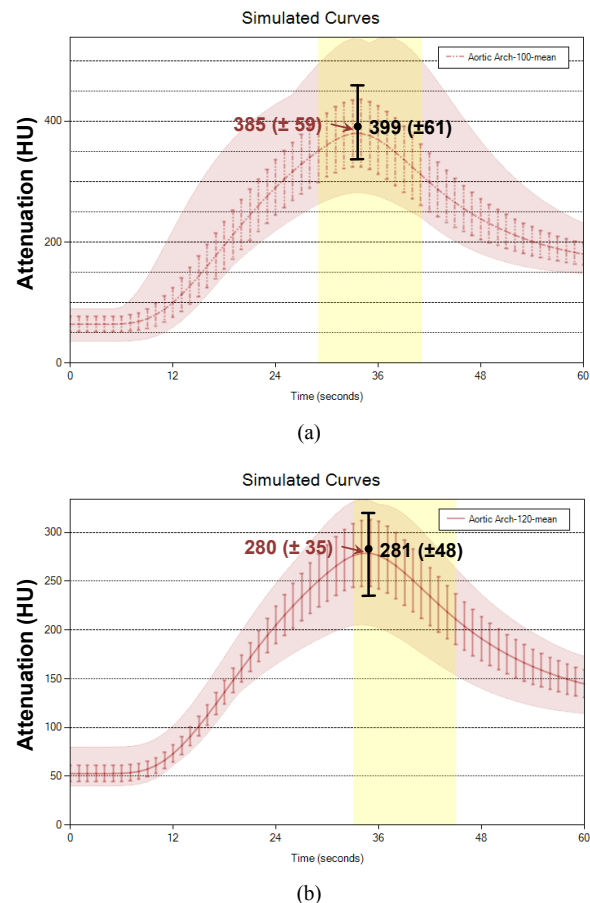 Simulated Curves
Aortic Arch-100-mean
Attenuation (HU)
400
200
0
385 (± 59)
399 (±61)
0 12 24 36 48 60
Time (seconds)
(a)
Simulated Curves
Aortic Arch-120-mean
Attenuation (HU)
300
250
200
150
100
50
0
280 (± 35)
281 (±48)
0 12 24 36 48 60
Time (seconds)
(b)